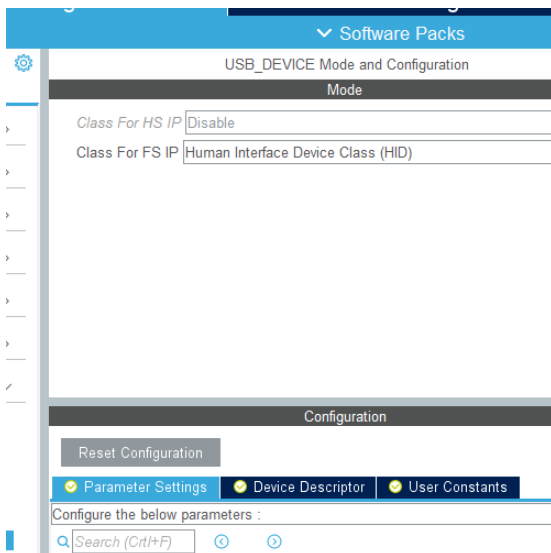 Software Packs
USB_DEVICE Mode and Configuration
Mode
Class For HS IP Disable
Class For FS IP Human Interface Device Class (HID)
Configuration
Reset Configuration
Parameter Settings Device Descriptor User Constants
Configure the below parameters :
Search (Crtl+F)